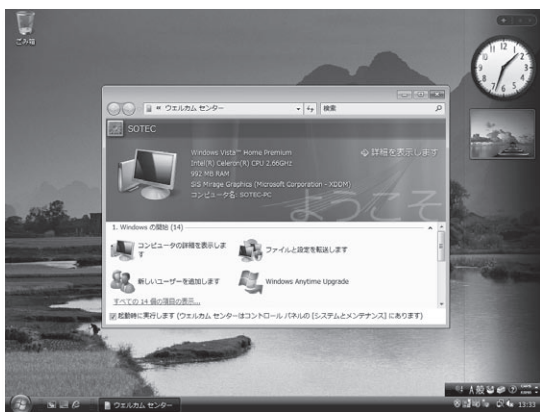 ごみ箱
ウェルカム センター
検索
SOTEC
Windows Vista™ Home Premium
Intel(R) Celeron(R) CPU 2.66GHz
992 MB RAM
SiS Mirage Graphics (Microsoft Corporation - XDDM)
コンピュータ名: SOTEC-PC
詳細を表示します
ようこそ
1. Windows の開始 (14)
コンピュータの詳細を表示しま
す
ファイルと設定を転送します
新しいユーザーを追加します
Windows Anytime Upgrade
すべての 14 個の項目の表示...
起動時に実行します (ウェルカム センターはコントロール パネルの [システムとメンテナンス] にあります)
A 般
ウェルカム センター
13:33